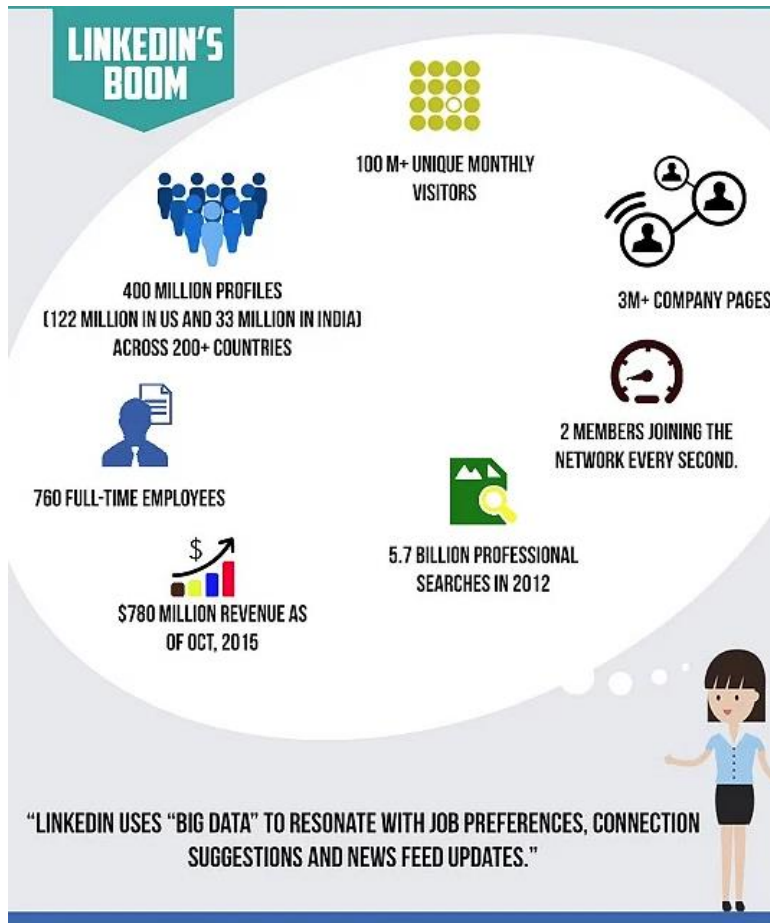 LINKEDIN'S
BOOM
100 M+ UNIQUE MONTHLY
VISITORS
400 MILLION PROFILES
(122 MILLION IN US AND 33 MILLION IN INDIA)
ACROSS 200+ COUNTRIES
3M+ COMPANY PAGES
2 MEMBERS JOINING THE
NETWORK EVERY SECOND.
760 FULL-TIME EMPLOYEES
5.7 BILLION PROFESSIONAL
SEARCHES IN 2012
$
$780 MILLION REVENUE AS
OF OCT, 2015
“LINKEDIN USES “BIG DATA” TO RESONATE WITH JOB PREFERENCES, CONNECTION
SUGGESTIONS AND NEWS FEED UPDATES.”